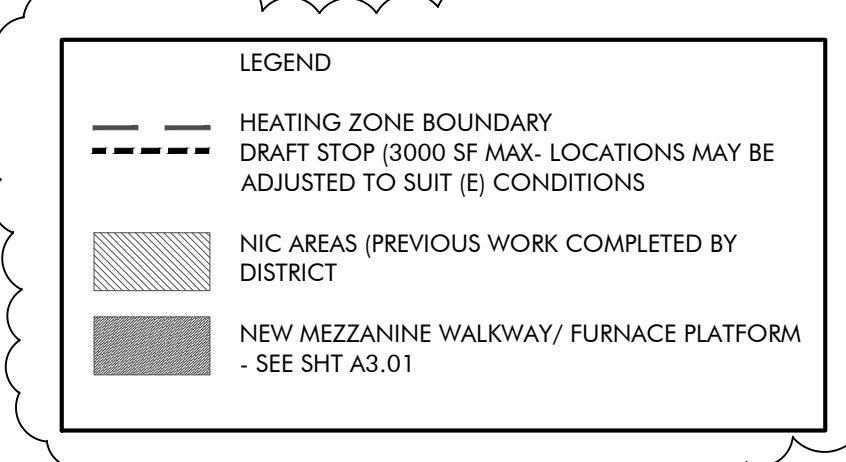 LEGEND
HEATING ZONE BOUNDARY
DRAFT STOP (3000 SF MAX- LOCATIONS MAY BE
ADJUSTED TO SUIT (E) CONDITIONS
NIC AREAS (PREVIOUS WORK COMPLETED BY
DISTRICT
NEW MEZZANINE WALKWAY/ FURNACE PLATFORM
- SEE SHT A3.01